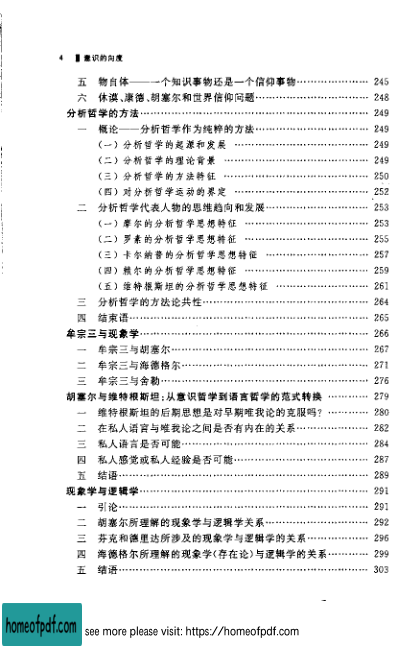 4 ▌意识的向度
五 物自体——一个知识事物还是一个信仰事物………………… 245
六 休谟、康德、胡塞尔和世界信仰问题………………… 248
分析哲学的方法………………… 249
一 概论——分析哲学作为纯粹的方法………………… 249
(一)分析哲学的起源和发展………………… 249
(二)分析哲学的理论背景………………… 249
(三)分析哲学的方法特征………………… 250
(四)对分析哲学运动的界定………………… 252
二 分析哲学代表人物的思维趋向和发展………………… 253
(一)摩尔的分析哲学思想特征………………… 253
(二)罗素的分析哲学思想特征………………… 255
(三)卡尔纳普的分析哲学思想特征………………… 257
(四)赖尔的分析哲学思想特征………………… 259
(五)维特根斯坦的分析哲学思想特征………………… 261
三 分析哲学的方法论共性………………… 264
四 结束语………………… 265
牟宗三与现象学………………… 266
一 牟宗三与胡塞尔………………… 267
二 牟宗三与海德格尔………………… 271
三 牟宗三与舍勒………………… 276
胡塞尔与维特根斯坦:从意识哲学到语言哲学的范式转换………… 279
一 维特根斯坦的后期思想是对早期唯我论的克服吗?………… 280
二 在私人语言与唯我论之间是否有内在的关系………………… 282
三 私人语言是否可能………………… 284
四 私人感觉或私人经验是否可能………………… 287
五 结语………………… 289
现象学与逻辑学………………… 291
一 引论………………… 291
二 胡塞尔所理解的现象学与逻辑学关系………………… 292
三 芬克和德里达所涉及的现象学与逻辑学的关系………………… 296
四 海德格尔所理解的现象学(存在论)与逻辑学的关系………… 299
五 结语………………… 303
homeofpdf.com
see more please visit: https://homeofpdf.com